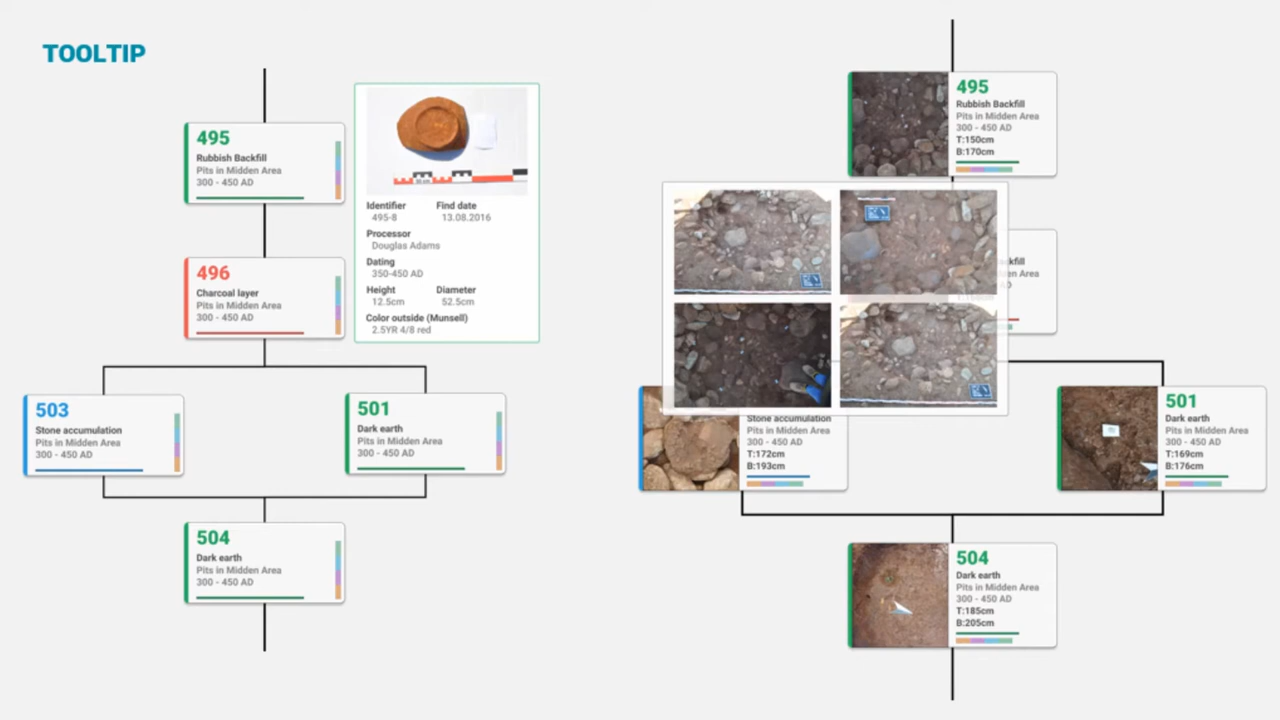 TOOLTIP
495
Rubbish Backfill
Pits in Midden Area
300 - 450 AD
496
Charcoal layer
Pits in Midden Area
300 - 450 AD
503
Stone accumulation
Pits in Midden Area
300 - 450 AD
501
Dark earth
Pits in Midden Area
300 - 450 AD
504
Dark earth
Pits in Midden Area
300 - 450 AD
Identifier Find date
495-8 13.08.2016
Processor
Douglas Adams
Dating
350-450 AD
Height Diameter
12.5cm 52.5cm
Color outside (Munsell)
2.5YR 4/8 red
495
Rubbish Backfill
Pits in Midden Area
300 - 450 AD
T:150cm
B:170cm
Stone accumulation
Pits in Midden Area
300 - 450 AD
T:172cm
B:193cm
501
Dark earth
Pits in Midden Area
300 - 450 AD
T:169cm
B:176cm
504
Dark earth
Pits in Midden Area
300 - 450 AD
T:185cm
B:205cm